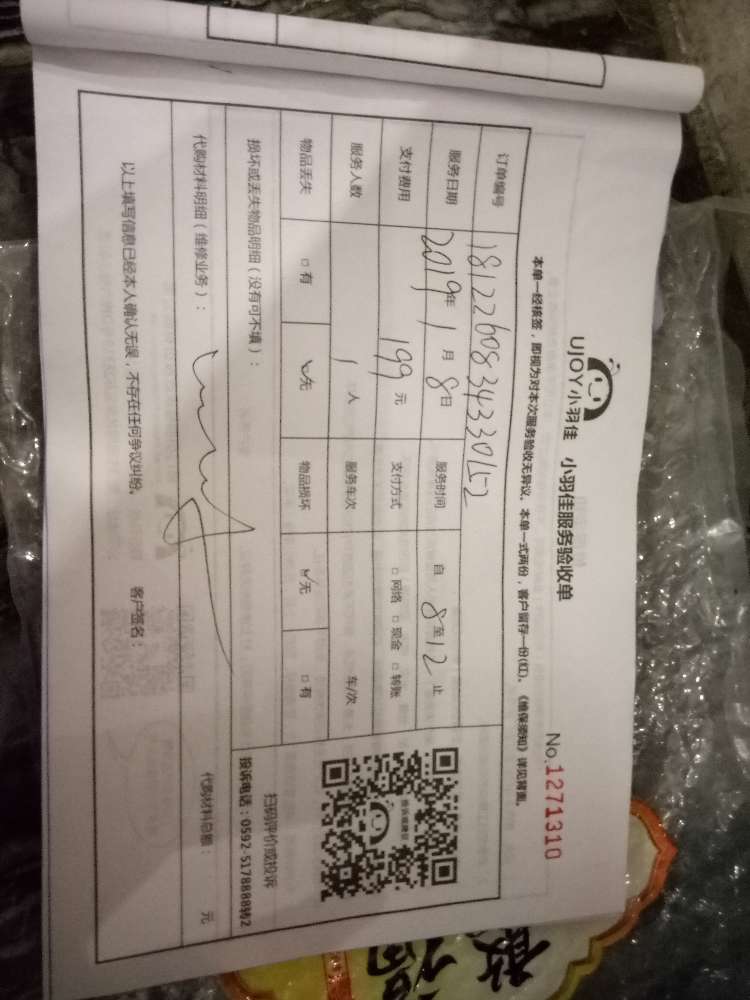 UJOY小羽佳 小羽佳服务验收单
No.1271310
本单一经核签，即视为对本次服务验收无异议。本单一式两份，客户留存一份(红)。《维保须知》详见背面。
订单编号
服务日期 2019年 1月 8日 服务时间 自 8 至 12 止
支付费用 199 元 支付方式 □网络 □现金 □转账
服务人数 1 人 服务车次 车/次
物品丢失 □有 无 物品损坏 无 □有
损坏或丢失物品明细（没有可不填）：
扫码评价或投诉
投诉电话：0592-5178888转2
代购材料明细（维修业务）： 代购材料总额： 元
以上填写信息已经本人确认无误，不存在任何争议纠纷。 客户签名：